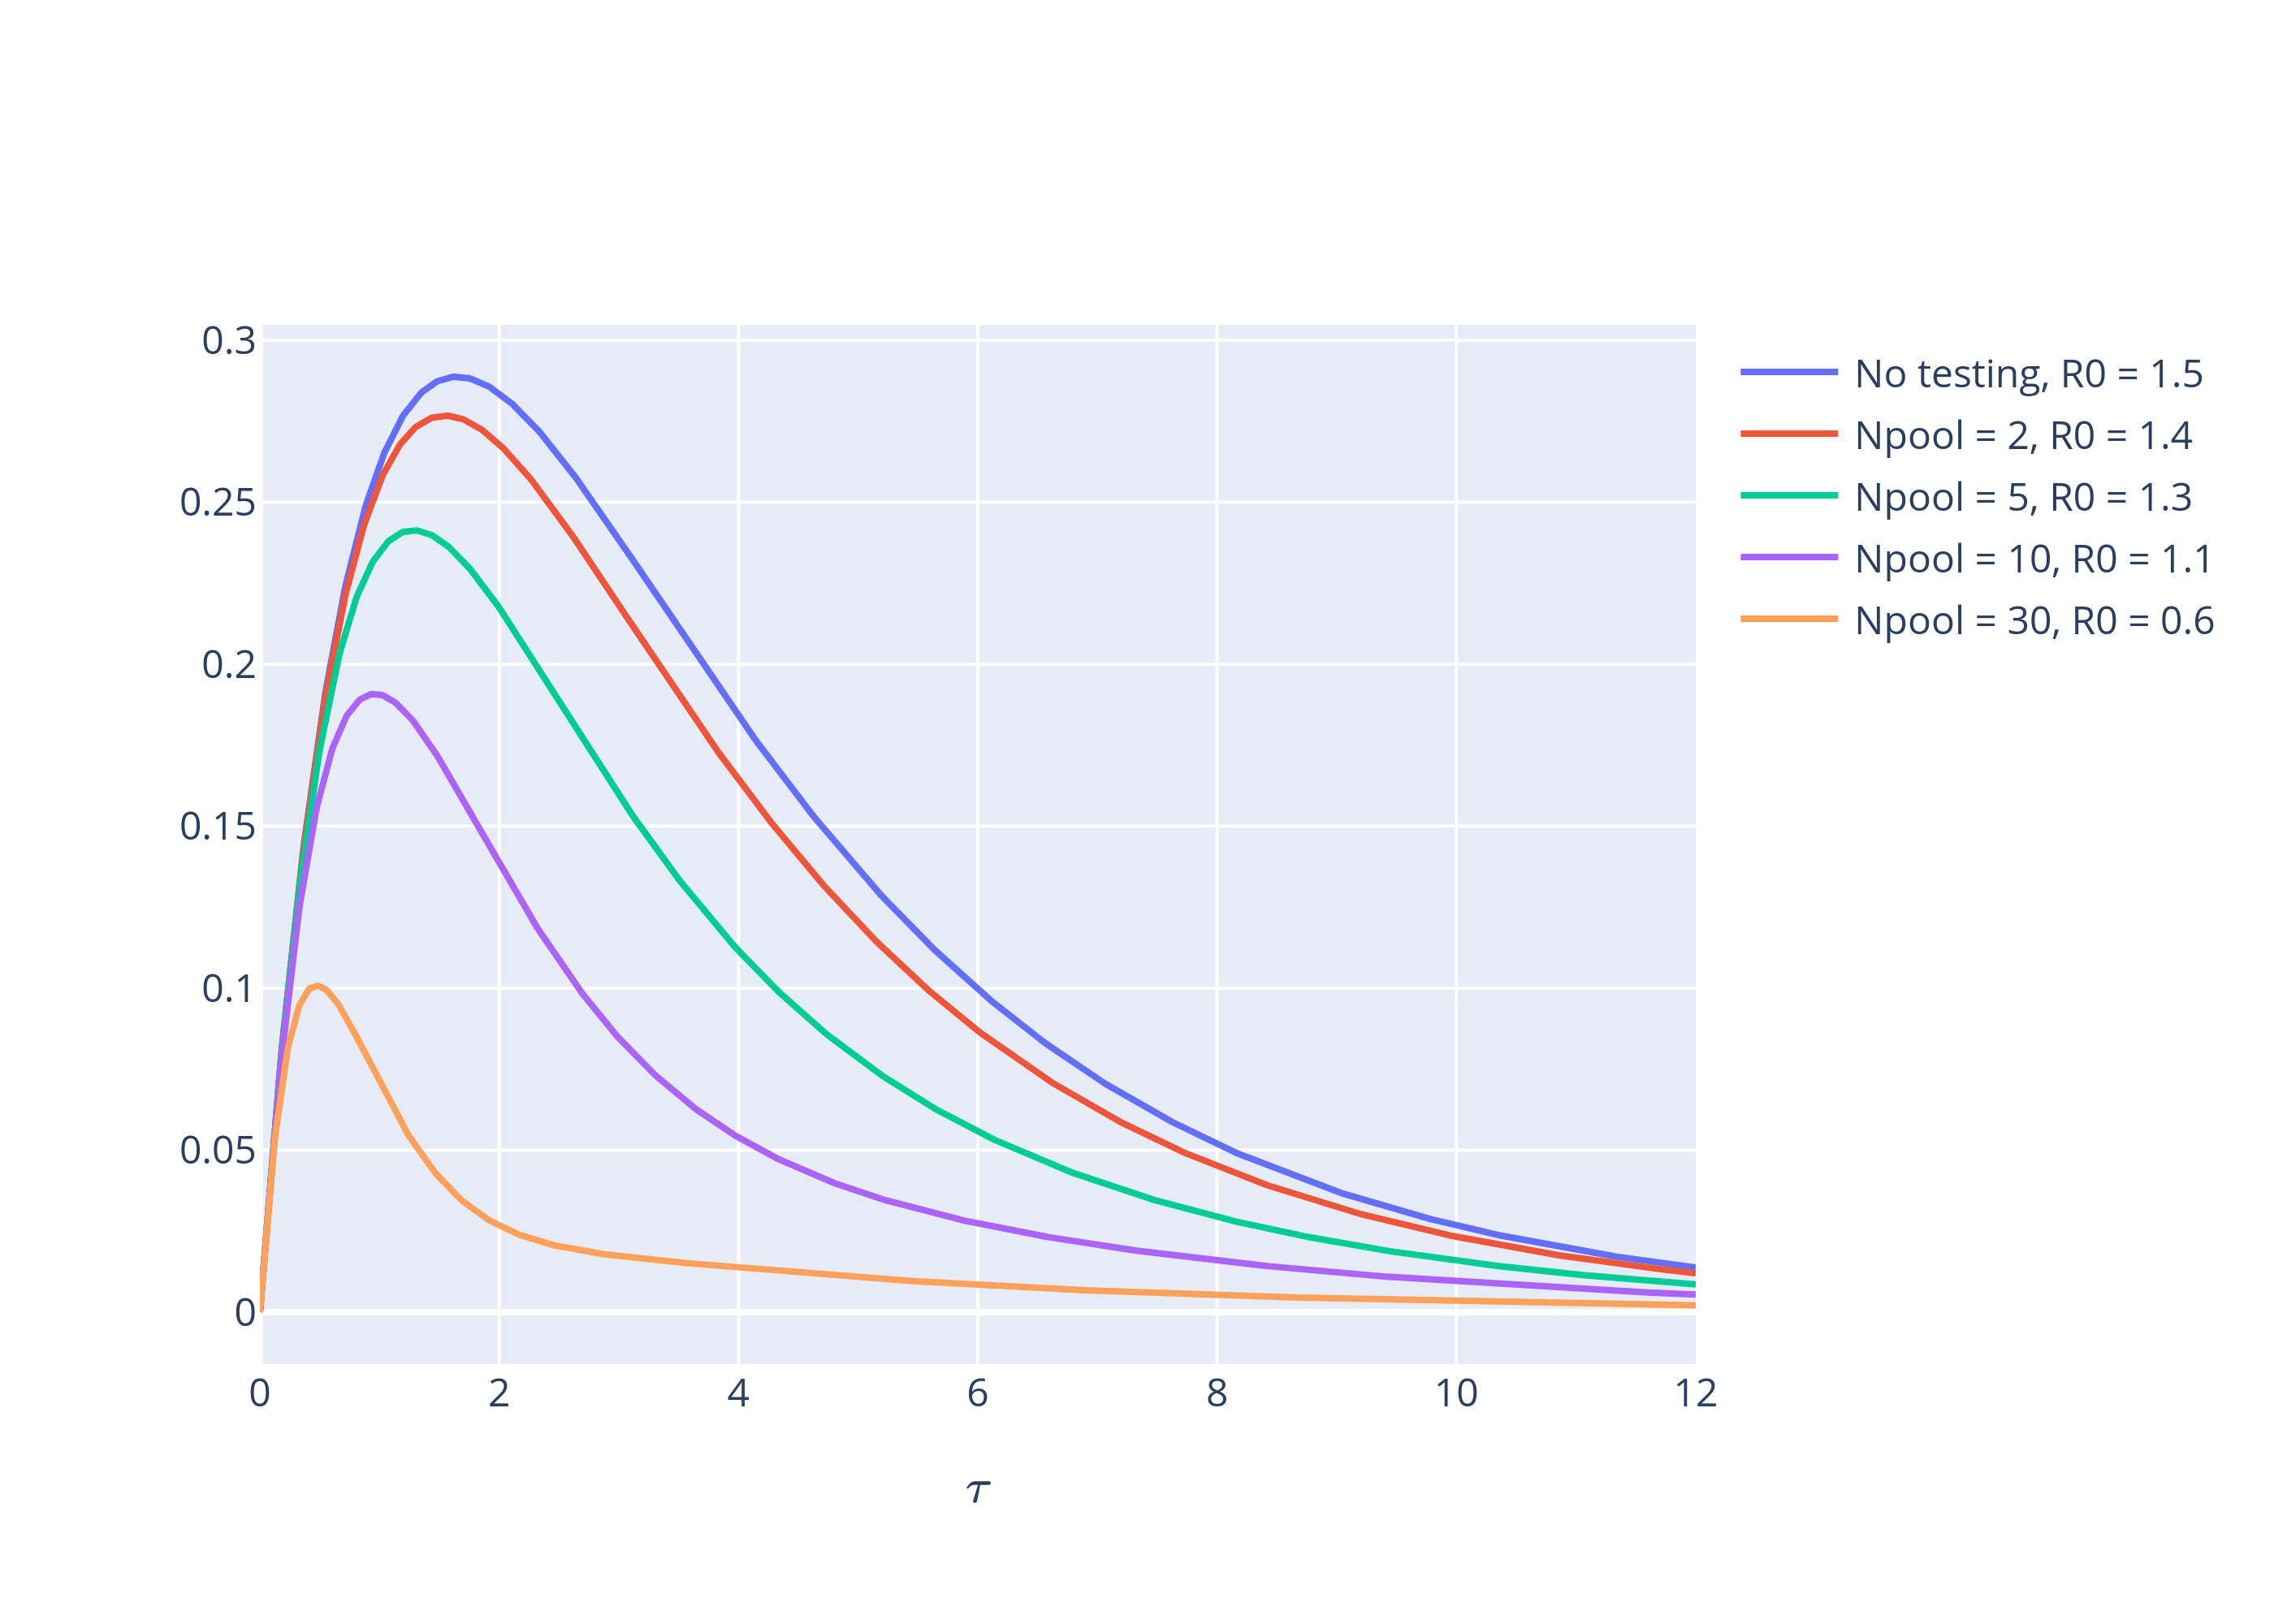 0.3
0.25
0.2
0.15
0.1
0.05
0
0 2 4 6 8 10 12
τ
No testing, R0 = 1.5
Npool = 2, R0 = 1.4
Npool = 5, R0 = 1.3
Npool = 10, R0 = 1.1
Npool = 30, R0 = 0.6